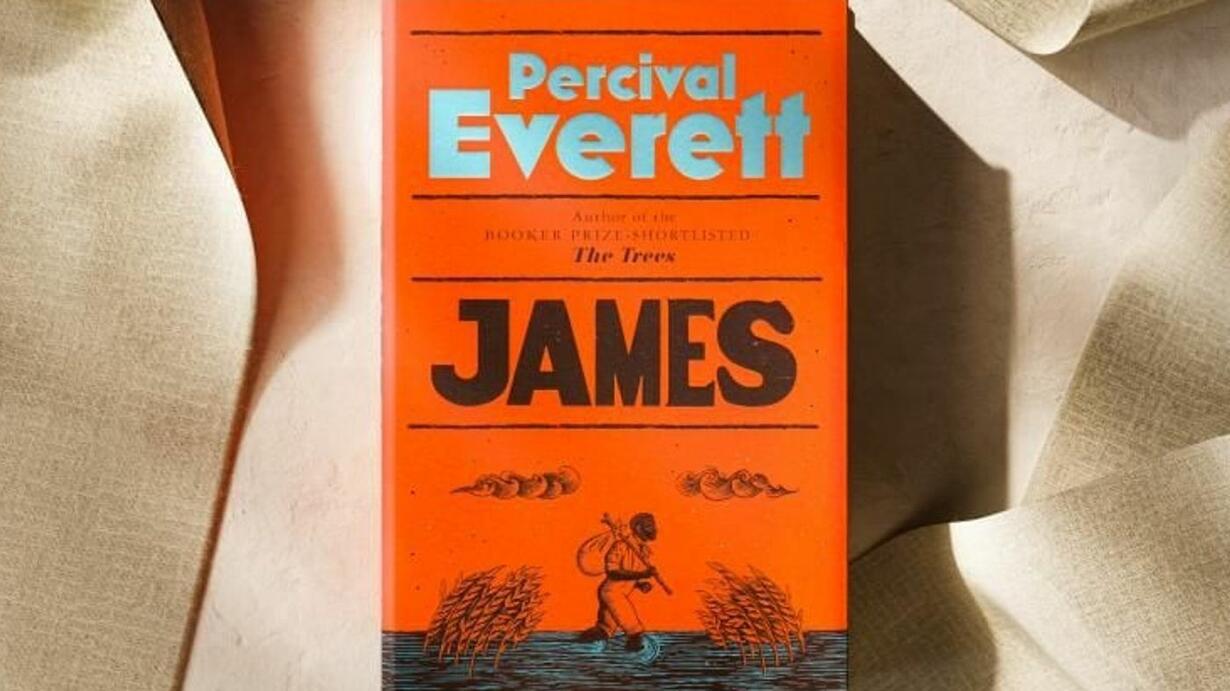 Percival
Everett
Author of the
BOOKER PRIZE-SHORTLISTED
The Trees
JAMES